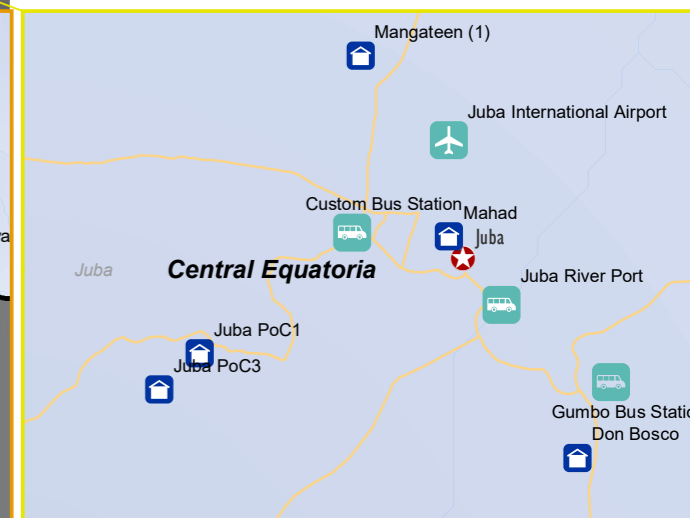 Mangateen (1)
Juba International Airport
Custom Bus Station
Mahad
Juba
Juba
Central Equatoria
Juba River Port
Juba PoC1
Juba PoC3
Gumbo Bus Statio
Don Bosco